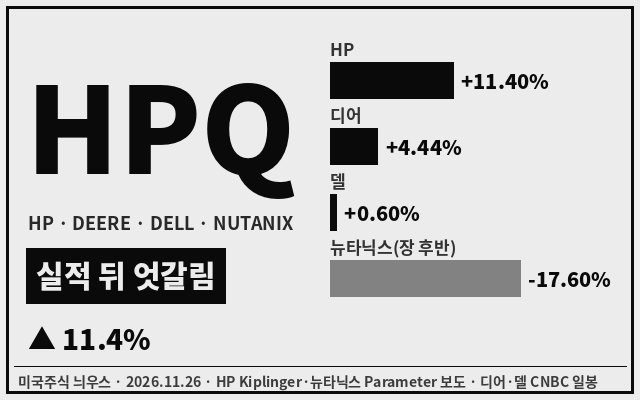 HPQ
HP · DEERE · DELL · NUTANIX
실적 뒤 엇갈림
▲ 11.4%
HP
+11.40%
디어
+4.44%
델
+0.60%
뉴타닉스(장 후반)
-17.60%
미국주식 늬우스 · 2026.11.26 · HP Kiplinger·뉴타닉스 Parameter 보도 · 디어·델 CNBC 일봉